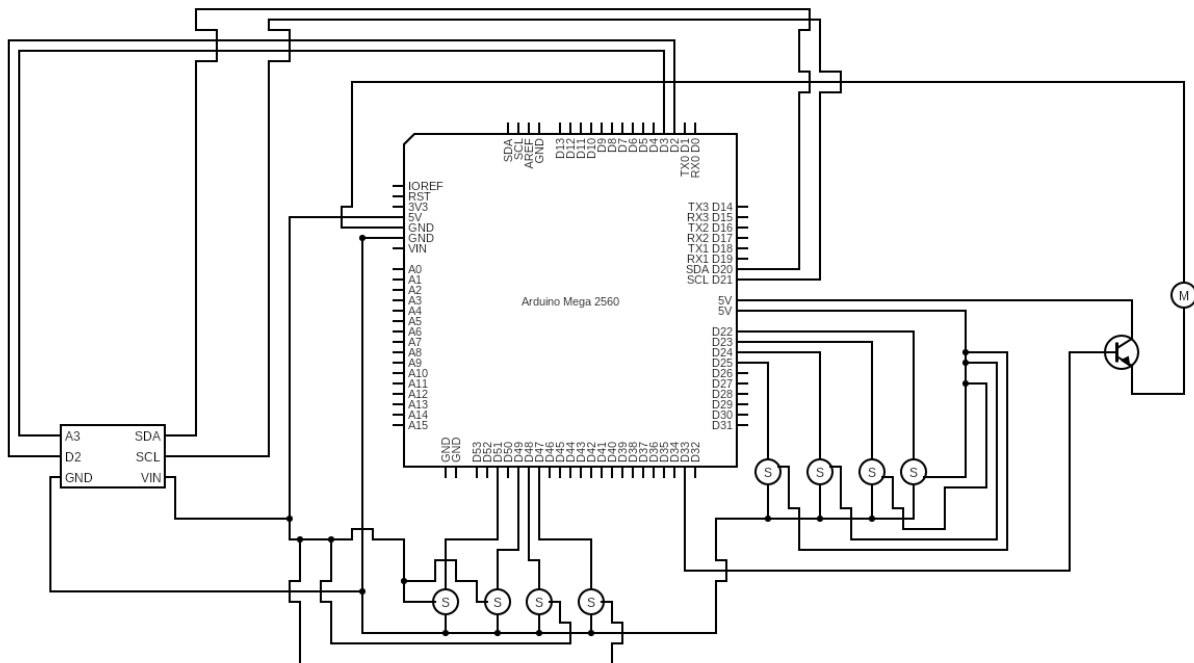 SDA
SCL
AREF
GND
D13
D12
D11
D10
D9
D8
D7
D6
D5
D4
D3
D2
TX0 D1
RX0 D0
IOREF
RST
3V3
5V
GND
GND
VIN
A0
A1
A2
A3
A4
A5
A6
A7
A8
A9
A10
A11
A12
A13
A14
A15
Arduino Mega 2560
TX3 D14
RX3 D15
TX2 D16
RX2 D17
TX1 D18
RX1 D19
SDA D20
SCL D21
5V
5V
D22
D23
D24
D25
D26
D27
D28
D29
D30
D31
GND
GND
D53
D52
D51
D50
D49
D48
D47
D46
D45
D44
D43
D42
D41
D40
D39
D38
D37
D36
D35
D34
D33
D32
M
A3 SDA
D2 SCL
GND VIN
S S S S
S S S S